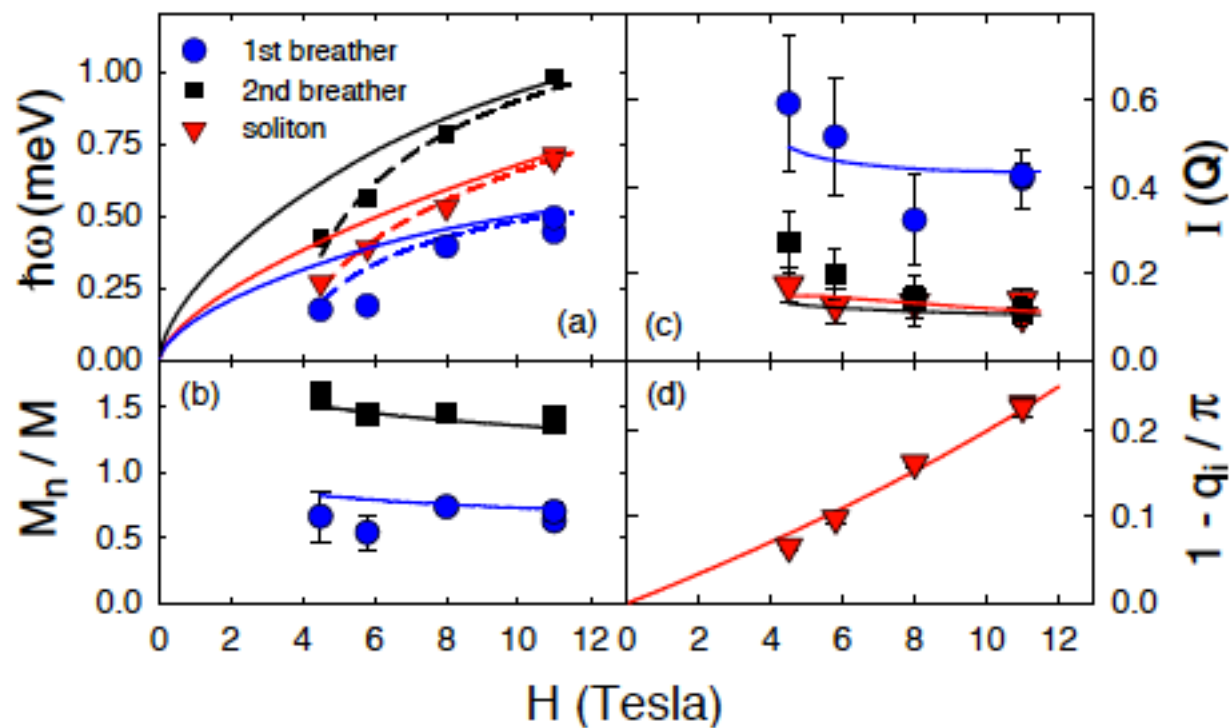 1st breather
2nd breather
soliton
ħω (meV)
1.00
0.75
0.50
0.25
0.00
(a)
I (Q)
0.6
0.4
0.2
0.0
(c)
Mn / M
1.5
1.0
0.5
0.0
(b)
(d)
1 - qi / π
0.2
0.1
0.0
0 2 4 6 8 10 12 0 2 4 6 8 10 12
H (Tesla)